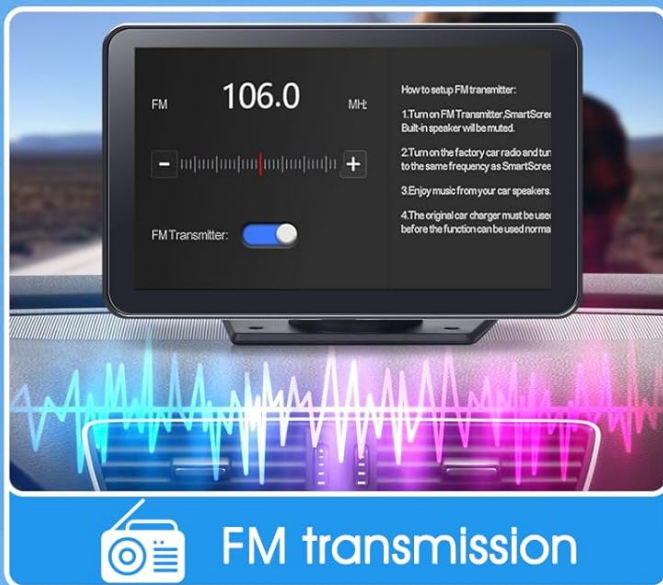 FM 106.0 MHz
How to setup FM transmitter:
1.Turn on FM Transmitter,SmartScre
Built-in speaker will be muted.
2.Turn on the factory car radio and tun
to the same frequency as SmartScre
3.Enjoy music from your car speakers.
4.The original car charger must be use
before the function can be used norma
- +
FM Transmitter:
FM transmission